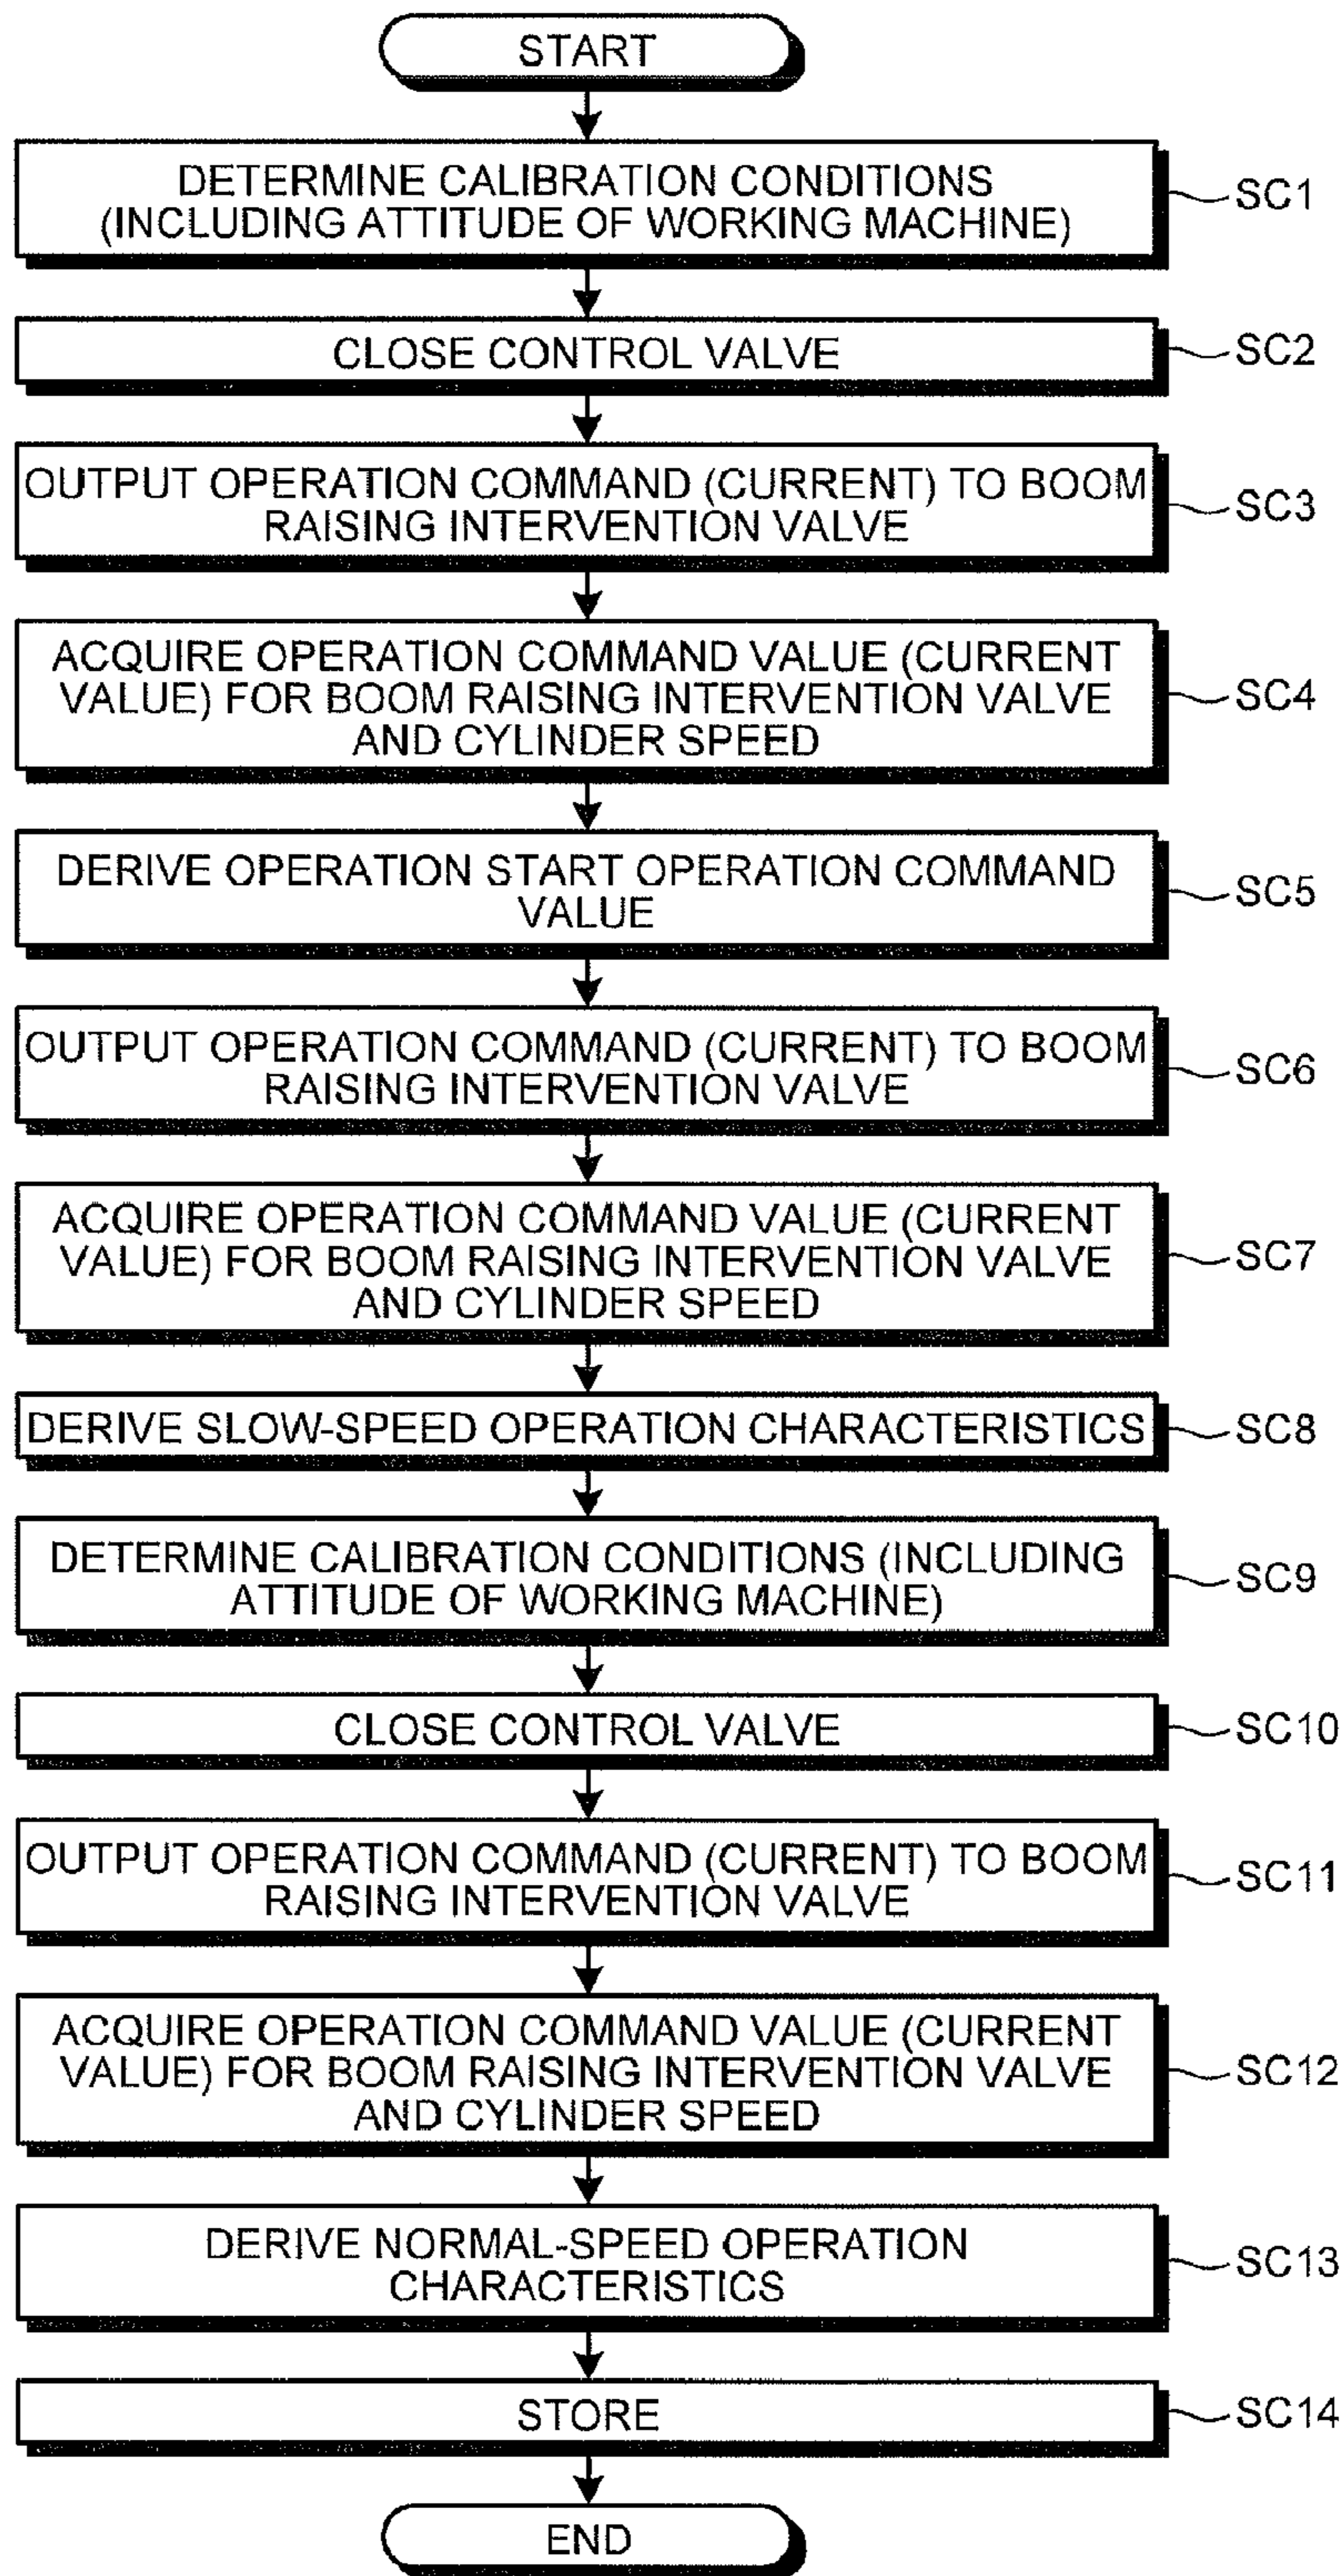 START
DETERMINE CALIBRATION CONDITIONS
(INCLUDING ATTITUDE OF WORKING MACHINE)
SC1
CLOSE CONTROL VALVE
SC2
OUTPUT OPERATION COMMAND (CURRENT) TO BOOM
RAISING INTERVENTION VALVE
SC3
ACQUIRE OPERATION COMMAND VALUE (CURRENT
VALUE) FOR BOOM RAISING INTERVENTION VALVE
AND CYLINDER SPEED
SC4
DERIVE OPERATION START OPERATION COMMAND
VALUE
SC5
OUTPUT OPERATION COMMAND (CURRENT) TO BOOM
RAISING INTERVENTION VALVE
SC6
ACQUIRE OPERATION COMMAND VALUE (CURRENT
VALUE) FOR BOOM RAISING INTERVENTION VALVE
AND CYLINDER SPEED
SC7
DERIVE SLOW-SPEED OPERATION CHARACTERISTICS
SC8
DETERMINE CALIBRATION CONDITIONS (INCLUDING
ATTITUDE OF WORKING MACHINE)
SC9
CLOSE CONTROL VALVE
SC10
OUTPUT OPERATION COMMAND (CURRENT) TO BOOM
RAISING INTERVENTION VALVE
SC11
ACQUIRE OPERATION COMMAND VALUE (CURRENT
VALUE) FOR BOOM RAISING INTERVENTION VALVE
AND CYLINDER SPEED
SC12
DERIVE NORMAL-SPEED OPERATION
CHARACTERISTICS
SC13
STORE
SC14
END